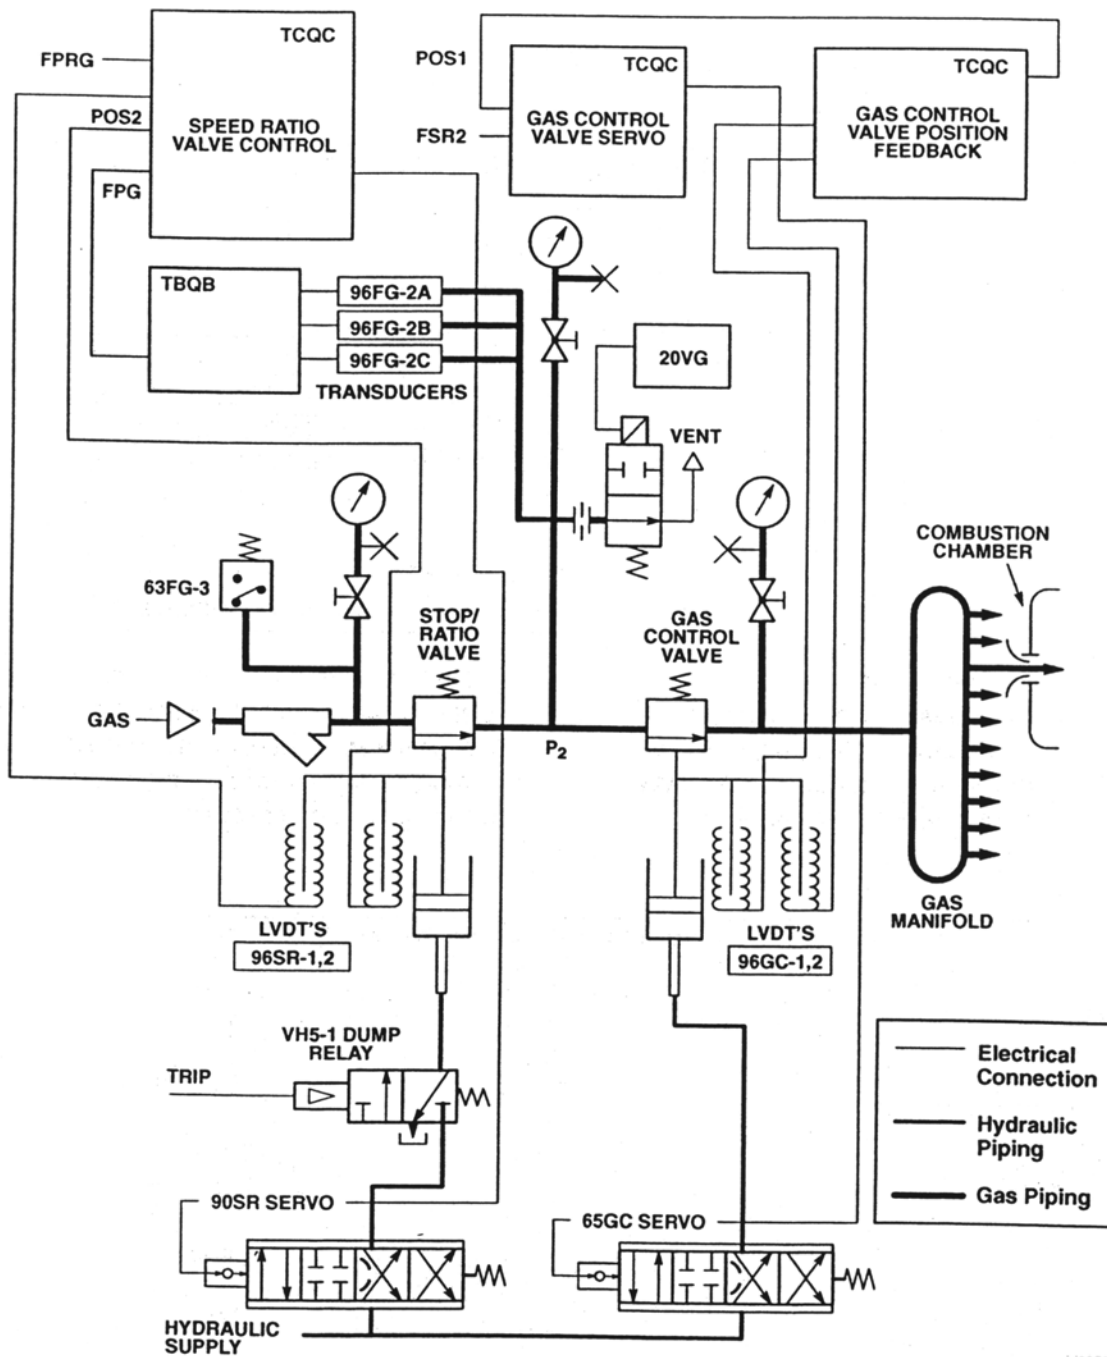 TCQC
FPRG
POS2
SPEED RATIO
VALVE CONTROL
FPG
POS1
TCQC
GAS CONTROL
VALVE SERVO
FSR2
TCQC
GAS CONTROL
VALVE POSITION
FEEDBACK
TBQB
96FG-2A
96FG-2B
96FG-2C
TRANSDUCERS
20VG
VENT
63FG-3
STOP/
RATIO
VALVE
GAS
CONTROL
VALVE
COMBUSTION
CHAMBER
GAS
P2
GAS
MANIFOLD
LVDT'S
96SR-1,2
LVDT'S
96GC-1,2
VH5-1 DUMP
RELAY
TRIP
90SR SERVO
65GC SERVO
HYDRAULIC
SUPPLY
Electrical
Connection
Hydraulic
Piping
Gas Piping